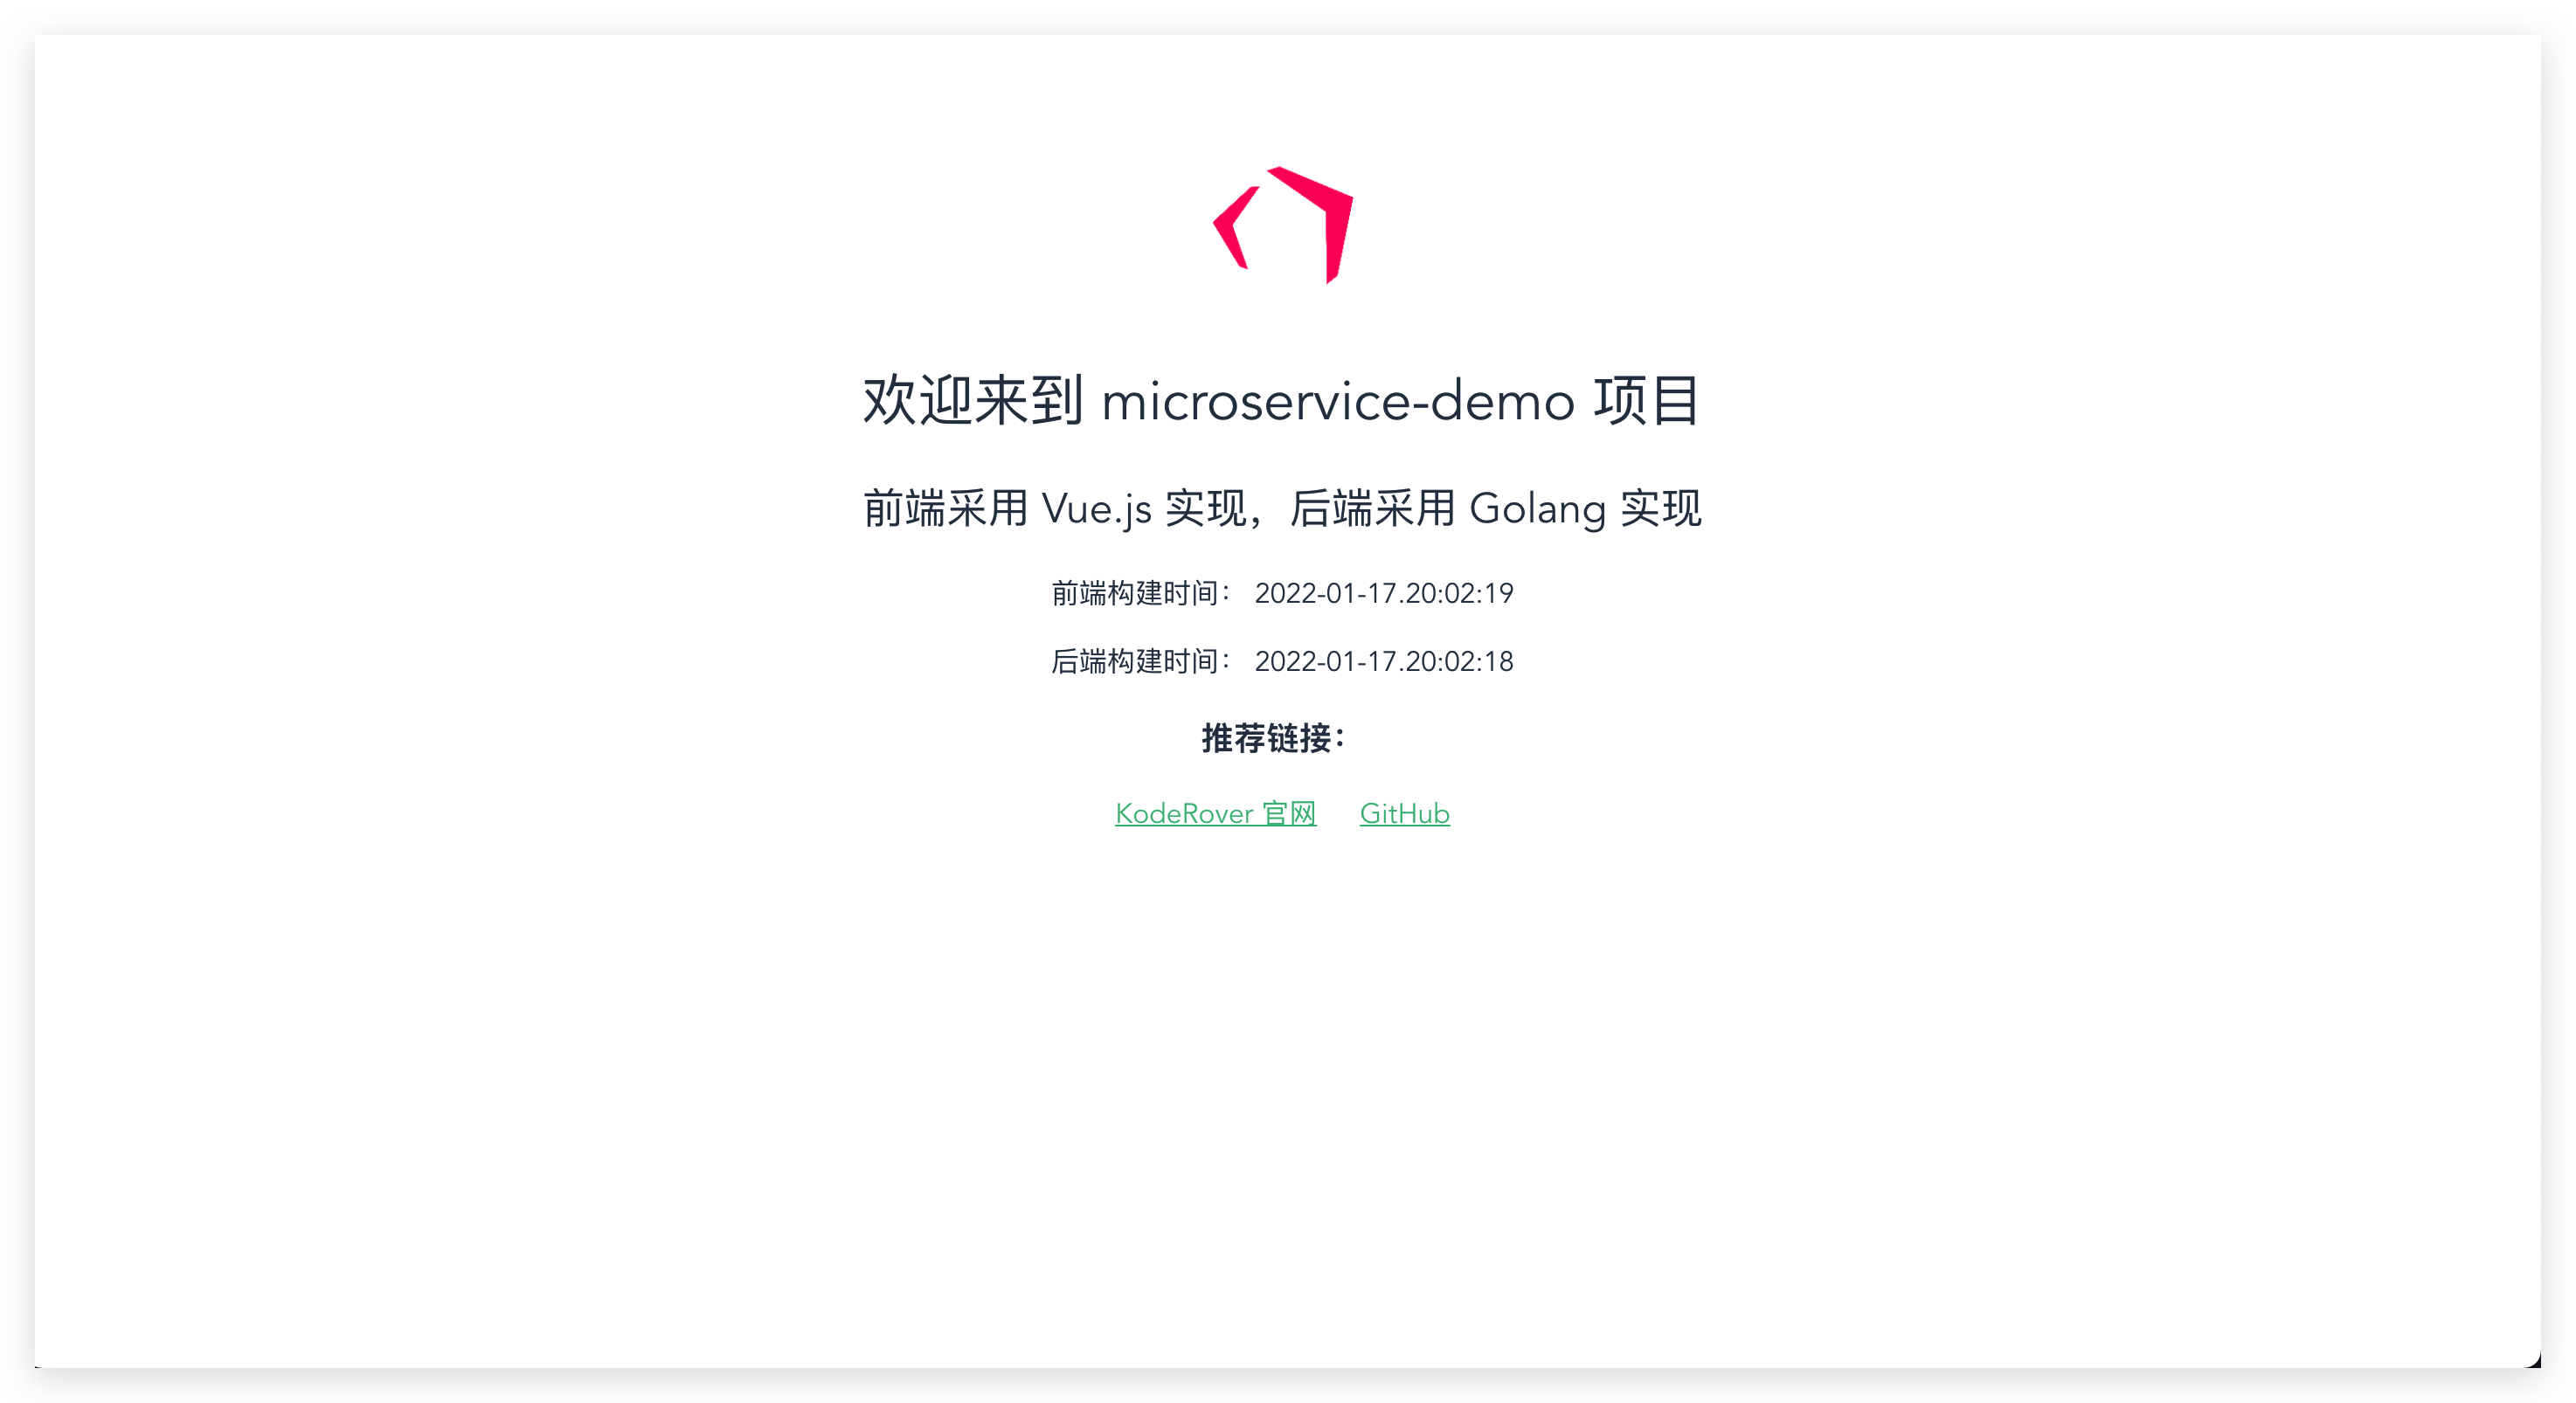 欢迎来到 microservice-demo 项目
前端采用 Vue.js 实现，后端采用 Golang 实现
前端构建时间： 2022-01-17.20:02:19
后端构建时间： 2022-01-17.20:02:18
推荐链接：
KodeRover 官网 GitHub